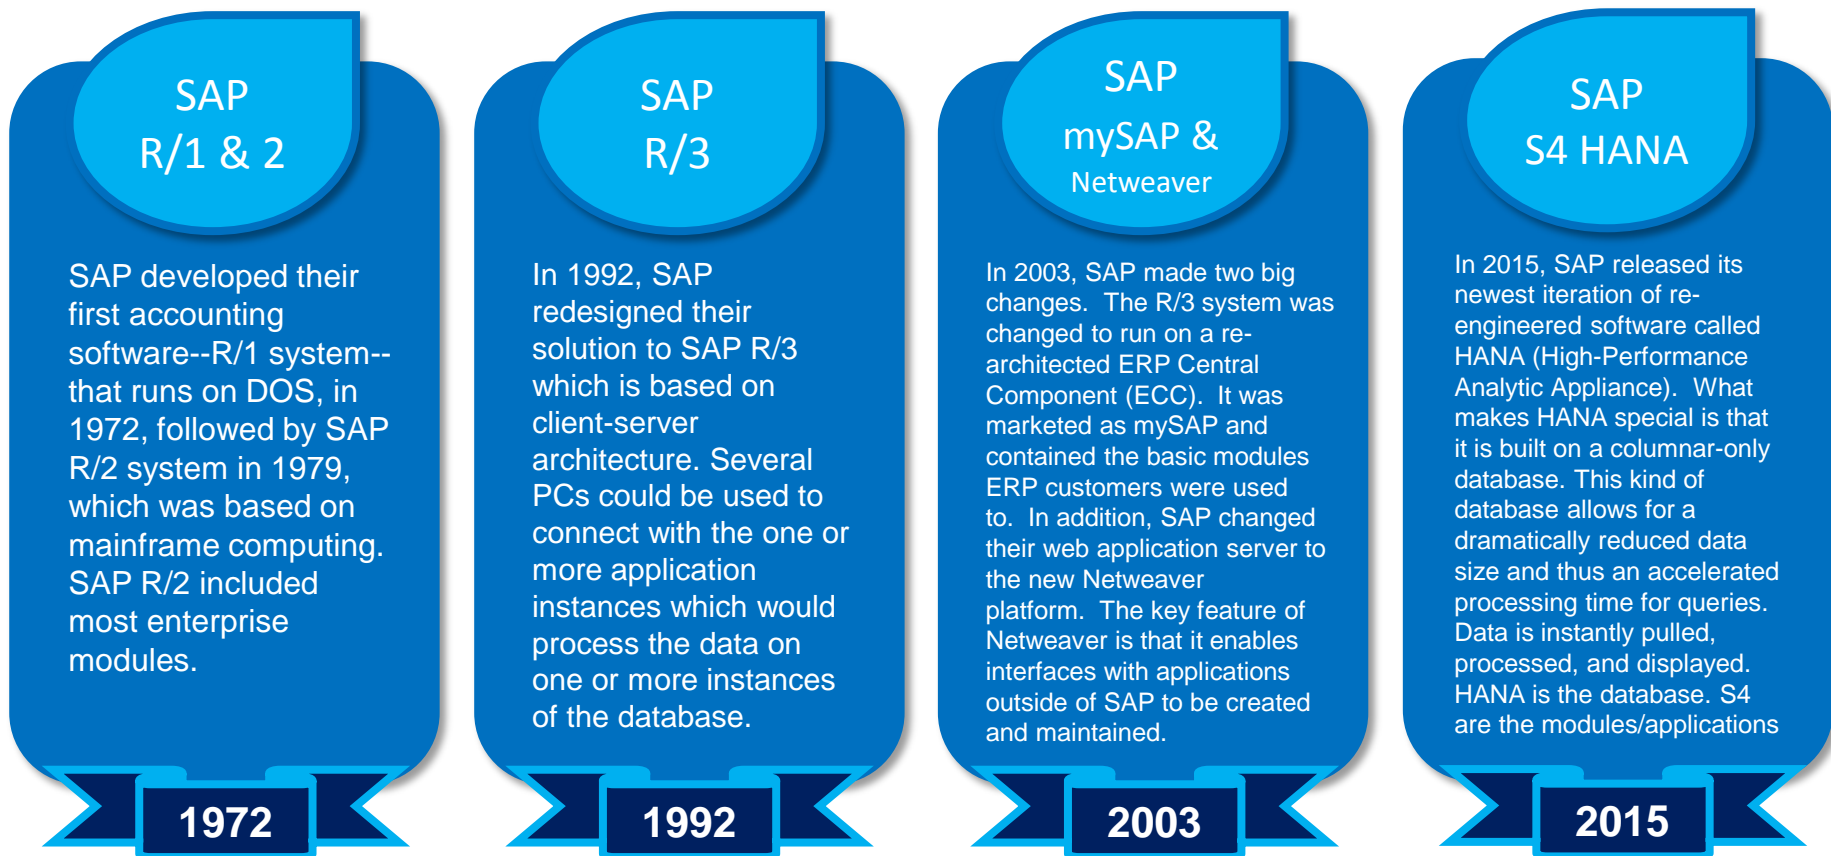 SAP
R/1 & 2
SAP developed their
first accounting
software--R/1 system--
that runs on DOS, in
1972, followed by SAP
R/2 system in 1979,
which was based on
mainframe computing.
SAP R/2 included
most enterprise
modules.
1972
SAP
R/3
In 1992, SAP
redesigned their
solution to SAP R/3
which is based on
client-server
architecture. Several
PCs could be used to
connect with the one or
more application
instances which would
process the data on
one or more instances
of the database.
1992
SAP
mySAP &
Netweaver
In 2003, SAP made two big
changes.  The R/3 system was
changed to run on a re-
architected ERP Central
Component (ECC).  It was
marketed as mySAP and
contained the basic modules
ERP customers were used
to.  In addition, SAP changed
their web application server to
the new Netweaver
platform.  The key feature of
Netweaver is that it enables
interfaces with applications
outside of SAP to be created
and maintained.
2003
SAP
S4 HANA
In 2015, SAP released its
newest iteration of re-
engineered software called
HANA (High-Performance
Analytic Appliance).  What
makes HANA special is that
it is built on a columnar-only
database. This kind of
database allows for a
dramatically reduced data
size and thus an accelerated
processing time for queries.
Data is instantly pulled,
processed, and displayed.
HANA is the database. S4
are the modules/applications
2015